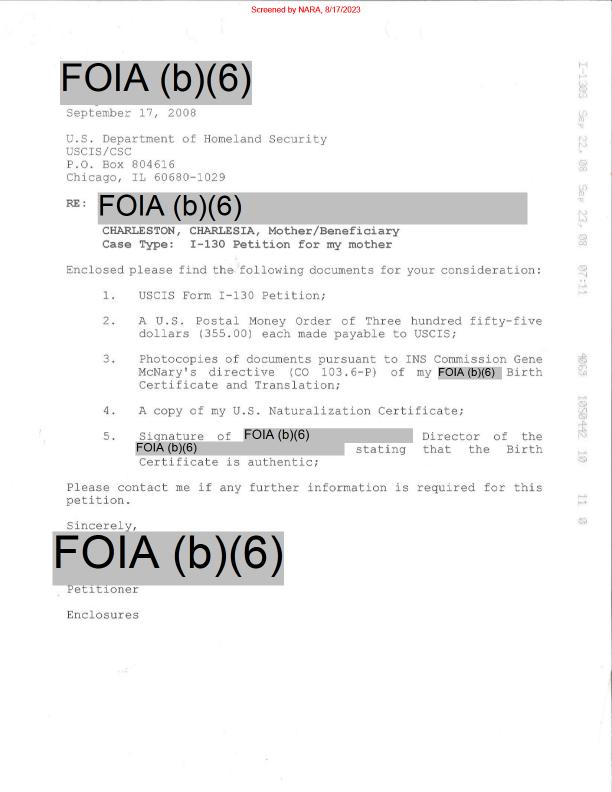 Screened by NARA, 8/17/2023
FOIA (b)(6)
September 17, 2008
U.S. Department of Homeland Security
USCIS/CSC
P.O. Box 804616
Chicago, IL 60680-1029
RE: FOIA (b)(6)
CHARLESTON, CHARLESIA, Mother/Beneficiary
Case Type: I-130 Petition for my mother
Enclosed please find the following documents for your consideration:
1. USCIS Form I-130 Petition;
2. A U.S. Postal Money Order of Three hundred fifty-five
dollars (355.00) each made payable to USCIS;
3. Photocopies of documents pursuant to INS Commission Gene
McNary's directive (CO 103.6-P) of my FOIA (b)(6) Birth
Certificate and Translation;
4. A copy of my U.S. Naturalization Certificate;
5. Signature of FOIA (b)(6) Director of the
FOIA (b)(6) stating that the Birth
Certificate is authentic;
Please contact me if any further information is required for this
petition.
Sincerely,
FOIA (b)(6)
Petitioner
Enclosures
Sep 22, 08 Sep 23, 08 07:11